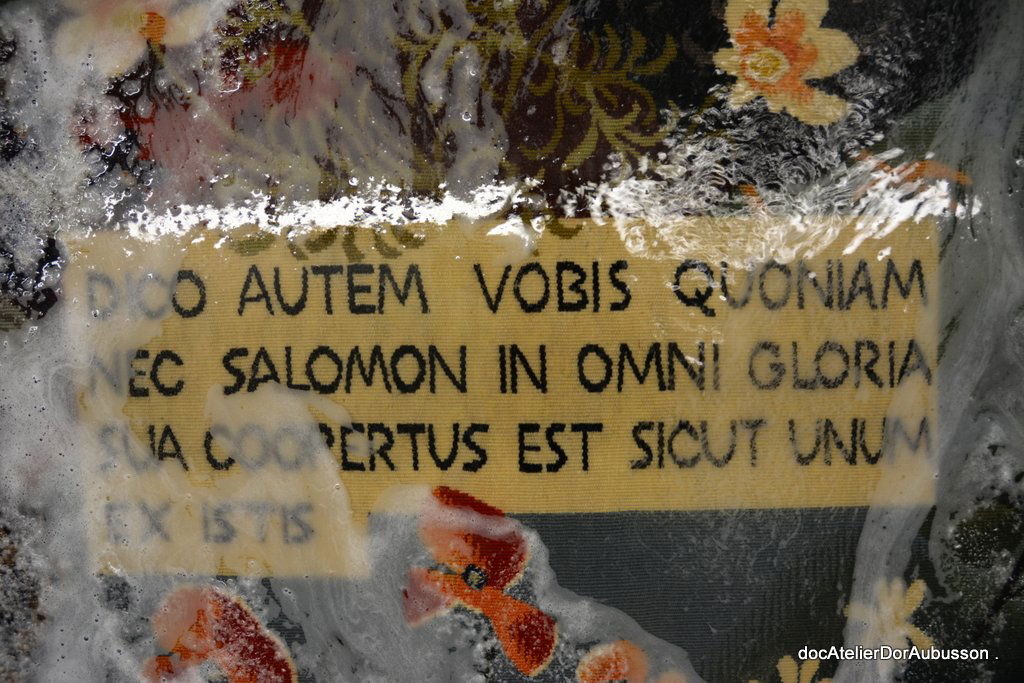 DICO AUTEM VOBIS QUONIAM
NEC SALOMON IN OMNI GLORIA
SUA COOPERTUS EST SICUT UNUM
EX ISTIS
docAtelierDorAubusson .